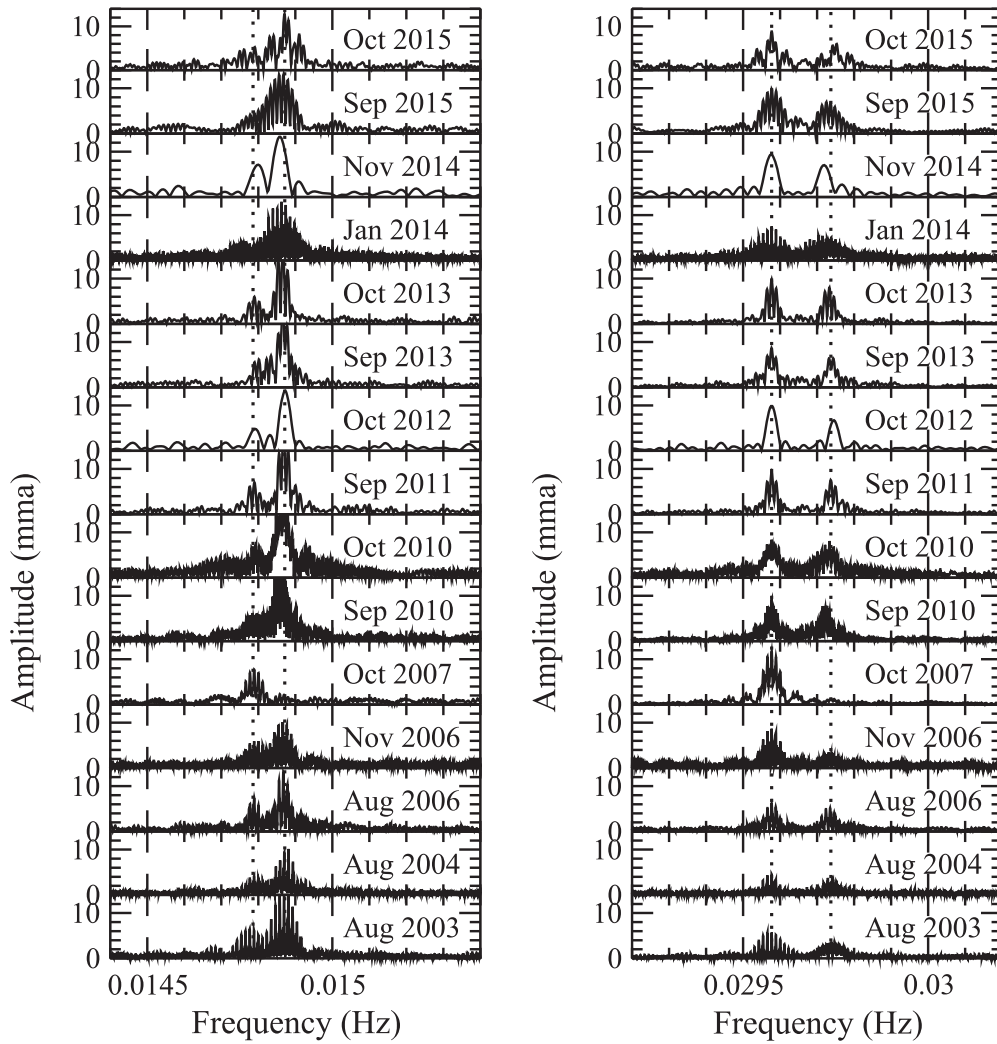 10 Oct 2015
0
10 Sep 2015
0
10 Nov 2014
0
10 Jan 2014
0
10 Oct 2013
0
10 Sep 2013
0
10 Oct 2012
0
10 Sep 2011
0
10 Oct 2010
0
10 Sep 2010
0
10 Oct 2007
0
10 Nov 2006
0
10 Aug 2006
0
10 Aug 2004
0
10 Aug 2003
0
0.0145 0.015
Frequency (Hz)
Amplitude (mma)
10 Oct 2015
0
10 Sep 2015
0
10 Nov 2014
0
10 Jan 2014
0
10 Oct 2013
0
10 Sep 2013
0
10 Oct 2012
0
10 Sep 2011
0
10 Oct 2010
0
10 Sep 2010
0
10 Oct 2007
0
10 Nov 2006
0
10 Aug 2006
0
10 Aug 2004
0
10 Aug 2003
0
0.0295 0.03
Frequency (Hz)
Amplitude (mma)